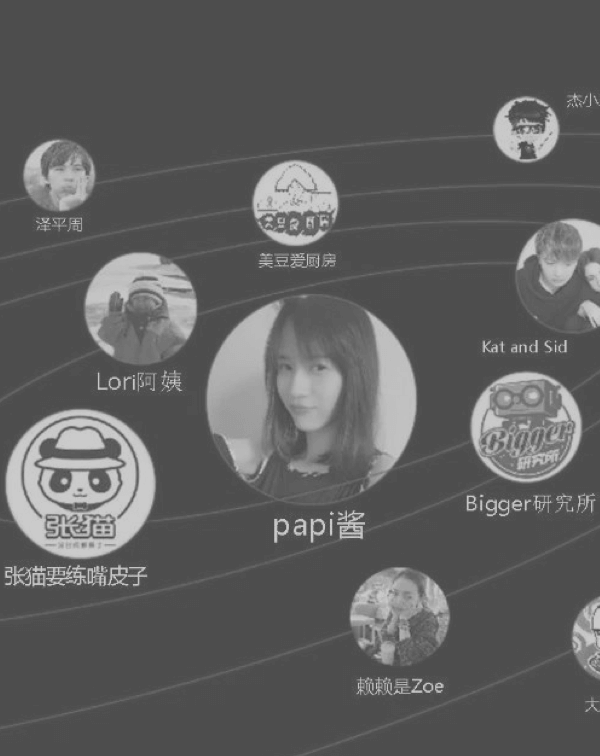 杰小
泽平周
美豆爱厨房
Kat and Sid
Lori阿姨
Bigger
研究所
Bigger研究所
张猫
papi酱
张猫要练嘴皮子
赖赖是Zoe
大